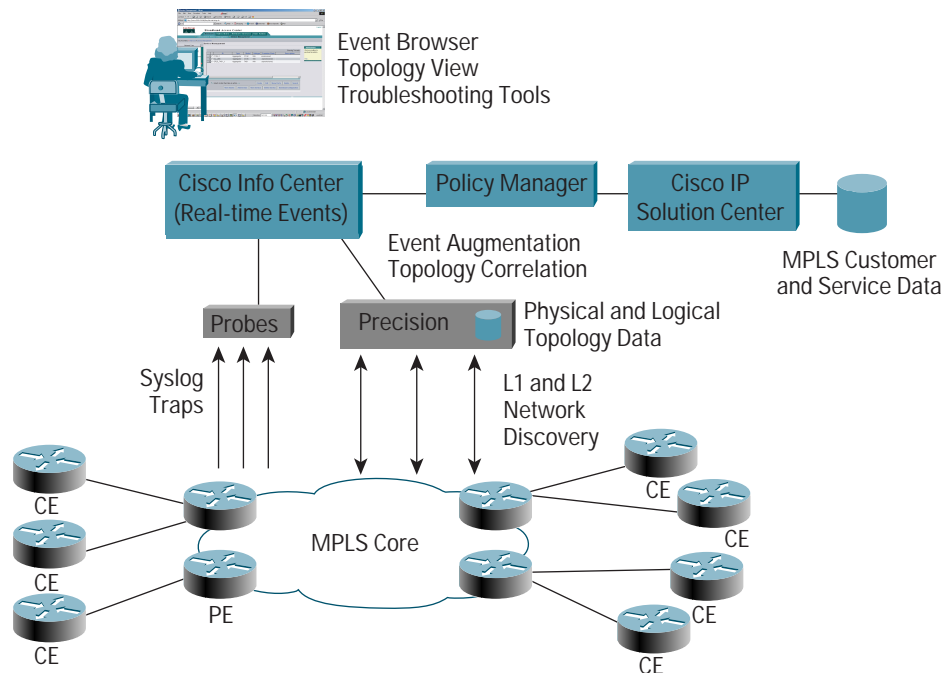 Event Browser
Topology View
Troubleshooting Tools
Cisco Info Center
(Real-time Events)
Policy Manager
Cisco IP
Solution Center
Event Augmentation
Topology Correlation
MPLS Customer
and Service Data
Probes
Precision
Physical and Logical
Topology Data
Syslog
Traps
L1 and L2
Network
Discovery
CE
CE
CE
CE
MPLS Core
CE
PE
CE
CE
CE